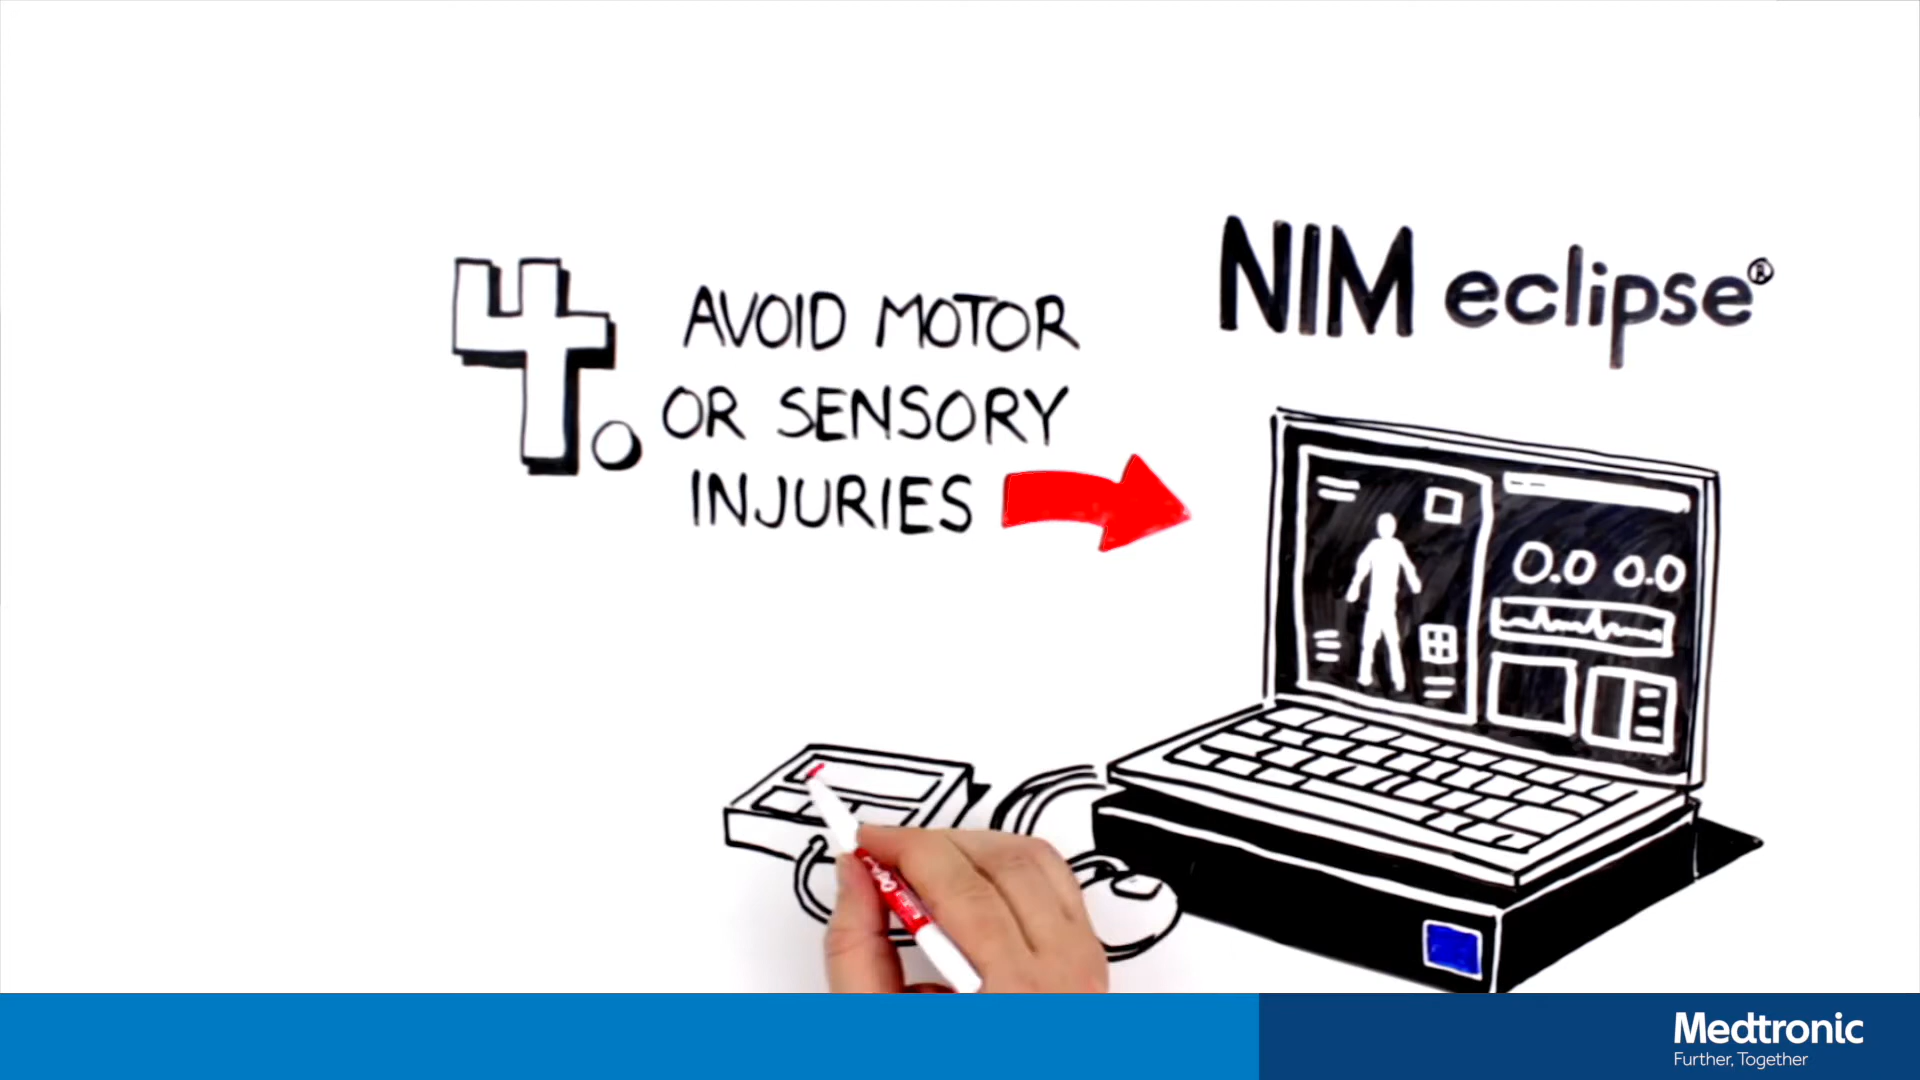 4.
AVOID MOTOR
OR SENSORY
INJURIES
NIM eclipse®
0.0 0.0
Medtronic
Further, Together